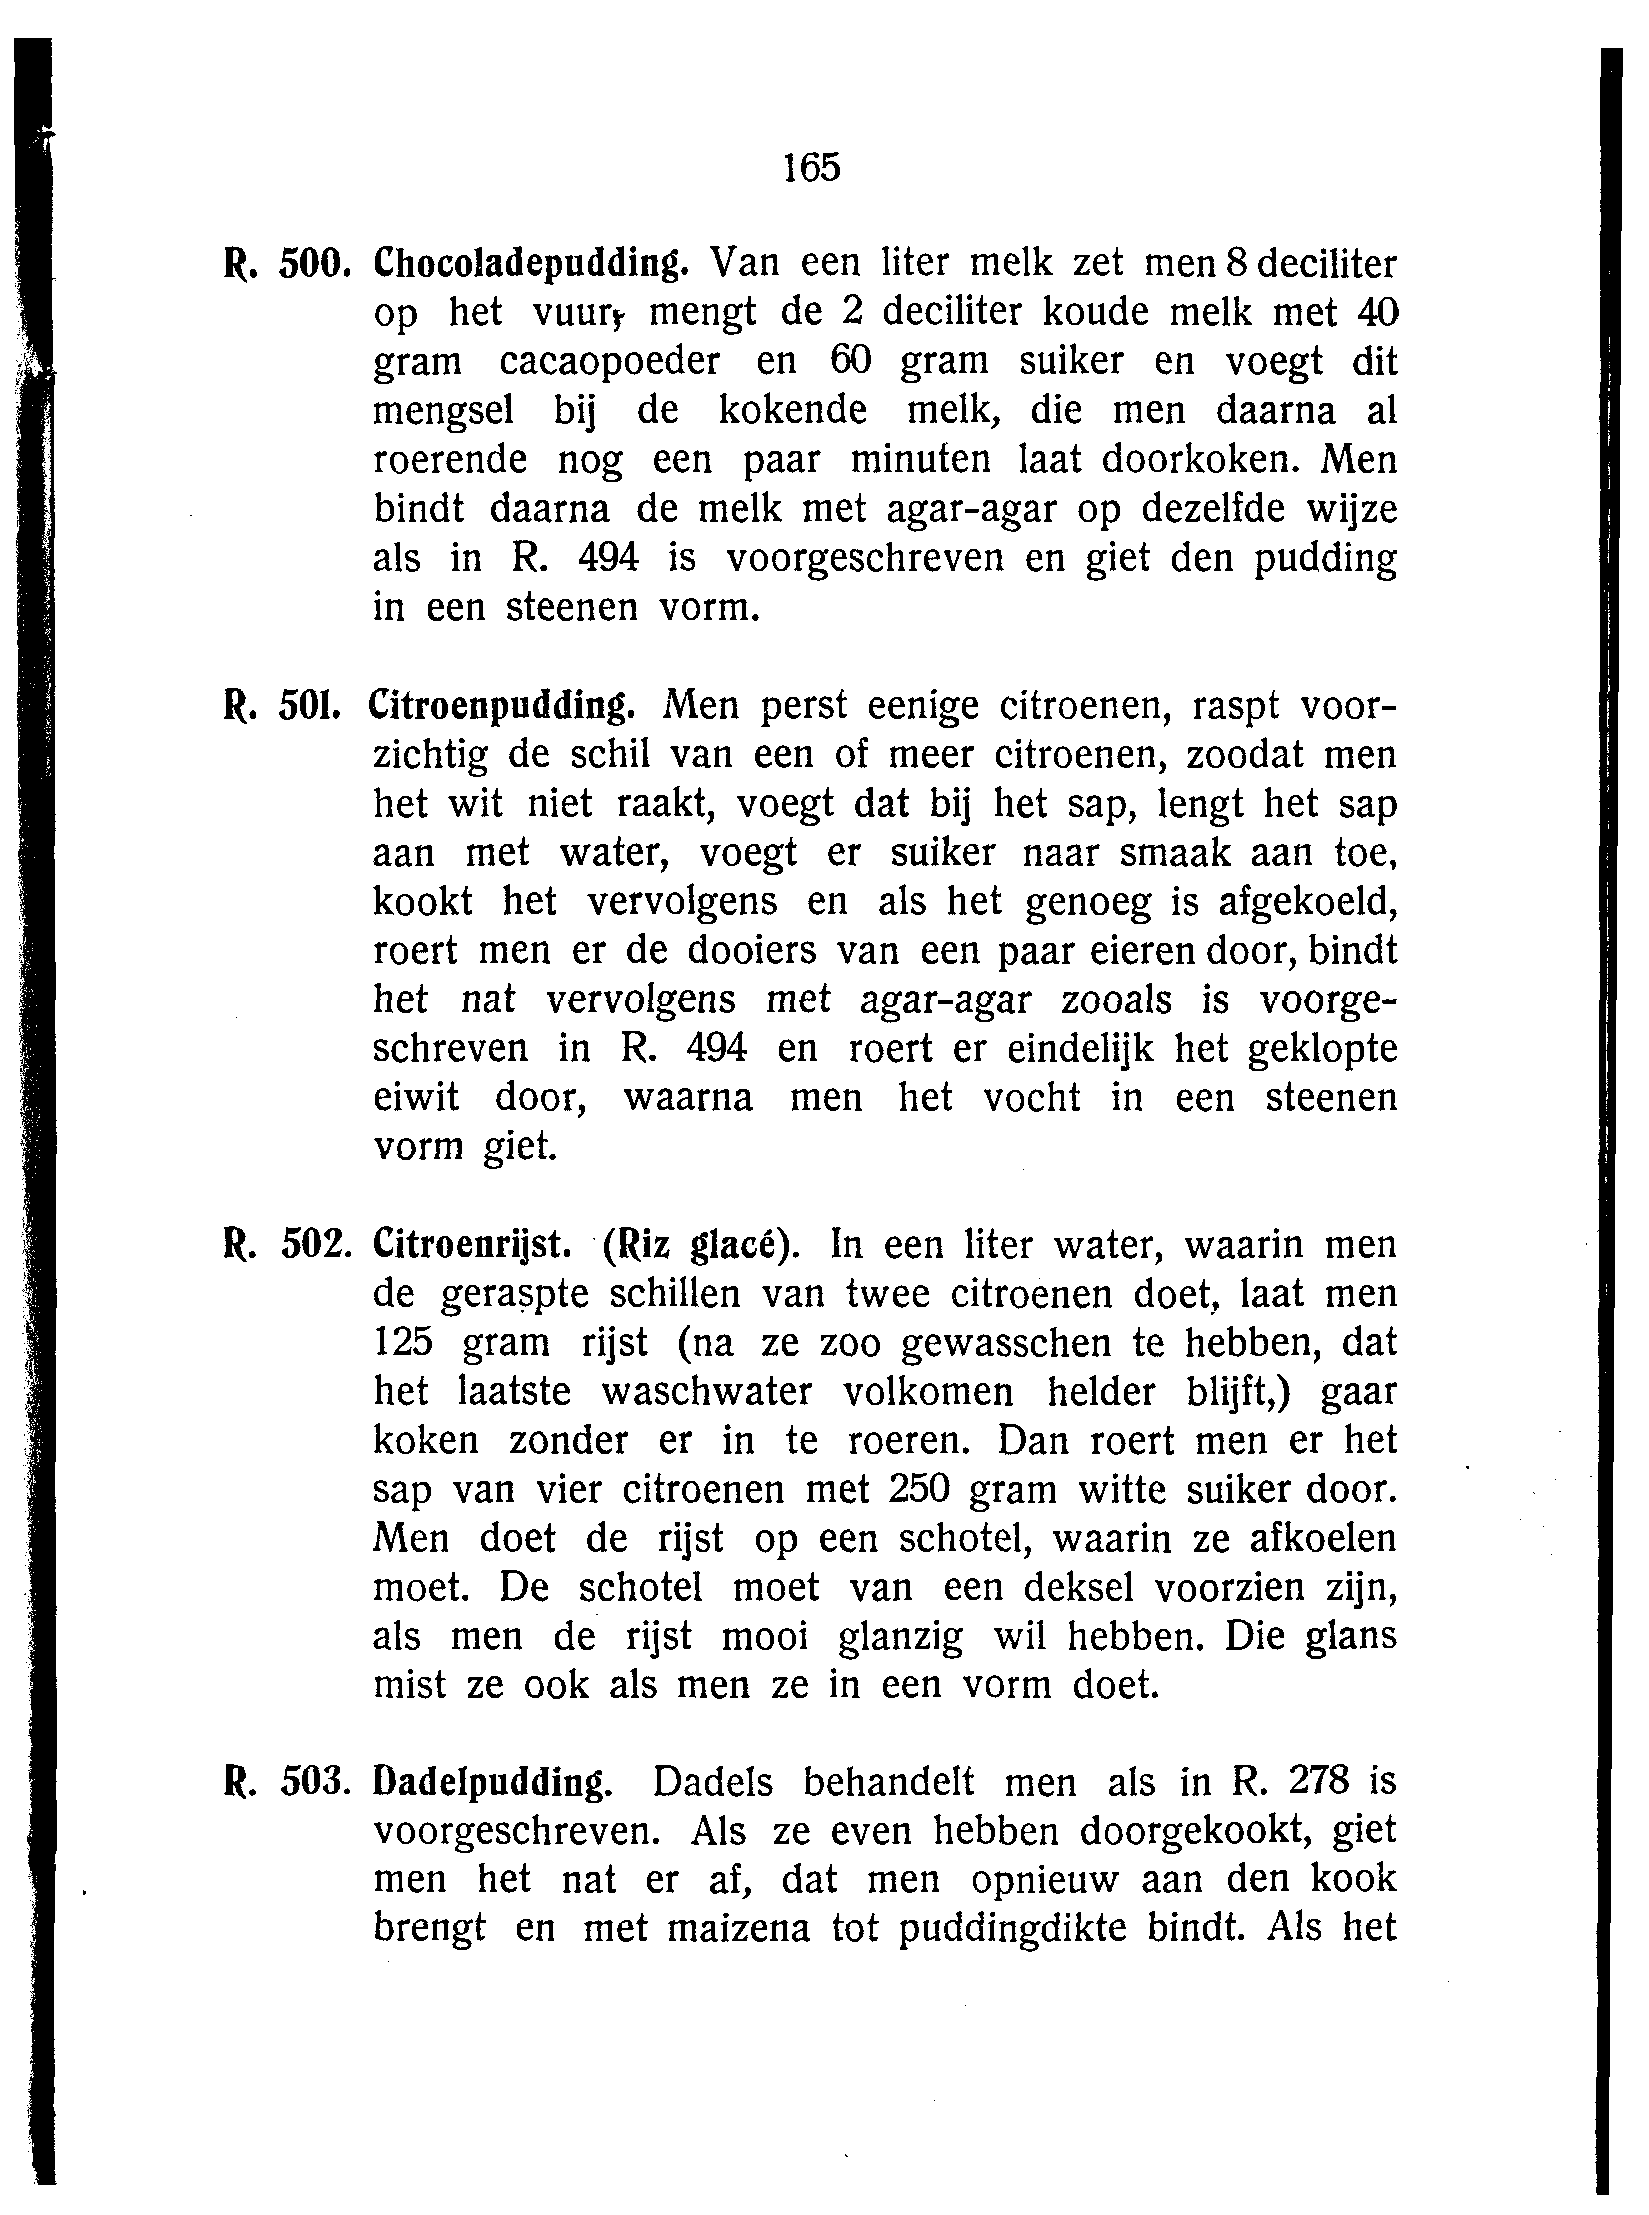 165
R. 500. Chocoladepudding. Van een liter melk zet men 8 deciliter
op het vuur, mengt de 2 deciliter koude melk met 40
gram cacaopoeder en 60 gram suiker en voegt dit
mengsel bij de kokende melk, die men daarna al
roerende nog een paar minuten laat doorkoken. Men
bindt daarna de melk met agar-agar op dezelfde wijze
als in R. 494 is voorgeschreven en giet den pudding
in een steenen vorm.
R. 501. Citroenpudding. Men perst eenige citroenen, raspt voor-
zichtig de schil van een of meer citroenen, zoodat men
het wit niet raakt, voegt dat bij het sap, lengt het sap
aan met water, voegt er suiker naar smaak aan toe,
kookt het vervolgens en als het genoeg is afgekoeld,
roert men er de dooiers van een paar eieren door, bindt
het nat vervolgens met agar-agar zooals is voorge-
schreven in R. 494 en roert er eindelijk het geklopte
eiwit door, waarna men het vocht in een steenen
vorm giet.
R. 502. Citroenrijst. (Riz glacé). In een liter water, waarin men
de geraspte schillen van twee citroenen doet, laat men
125 gram rijst (na ze zoo gewasschen te hebben, dat
het laatste waschwater volkomen helder blijft,) gaar
koken zonder er in te roeren. Dan roert men er het
sap van vier citroenen met 250 gram witte suiker door.
Men doet de rijst op een schotel, waarin ze afkoelen
moet. De schotel moet van een deksel voorzien zijn,
als men de rijst mooi glanzig wil hebben. Die glans
mist ze ook als men ze in een vorm doet.
R. 503. Dadelpudding. Dadels behandelt men als in R. 278 is
voorgeschreven. Als ze even hebben doorgekookt, giet
men het nat er af, dat men opnieuw aan den kook
brengt en met maizena tot puddingdikte bindt. Als het